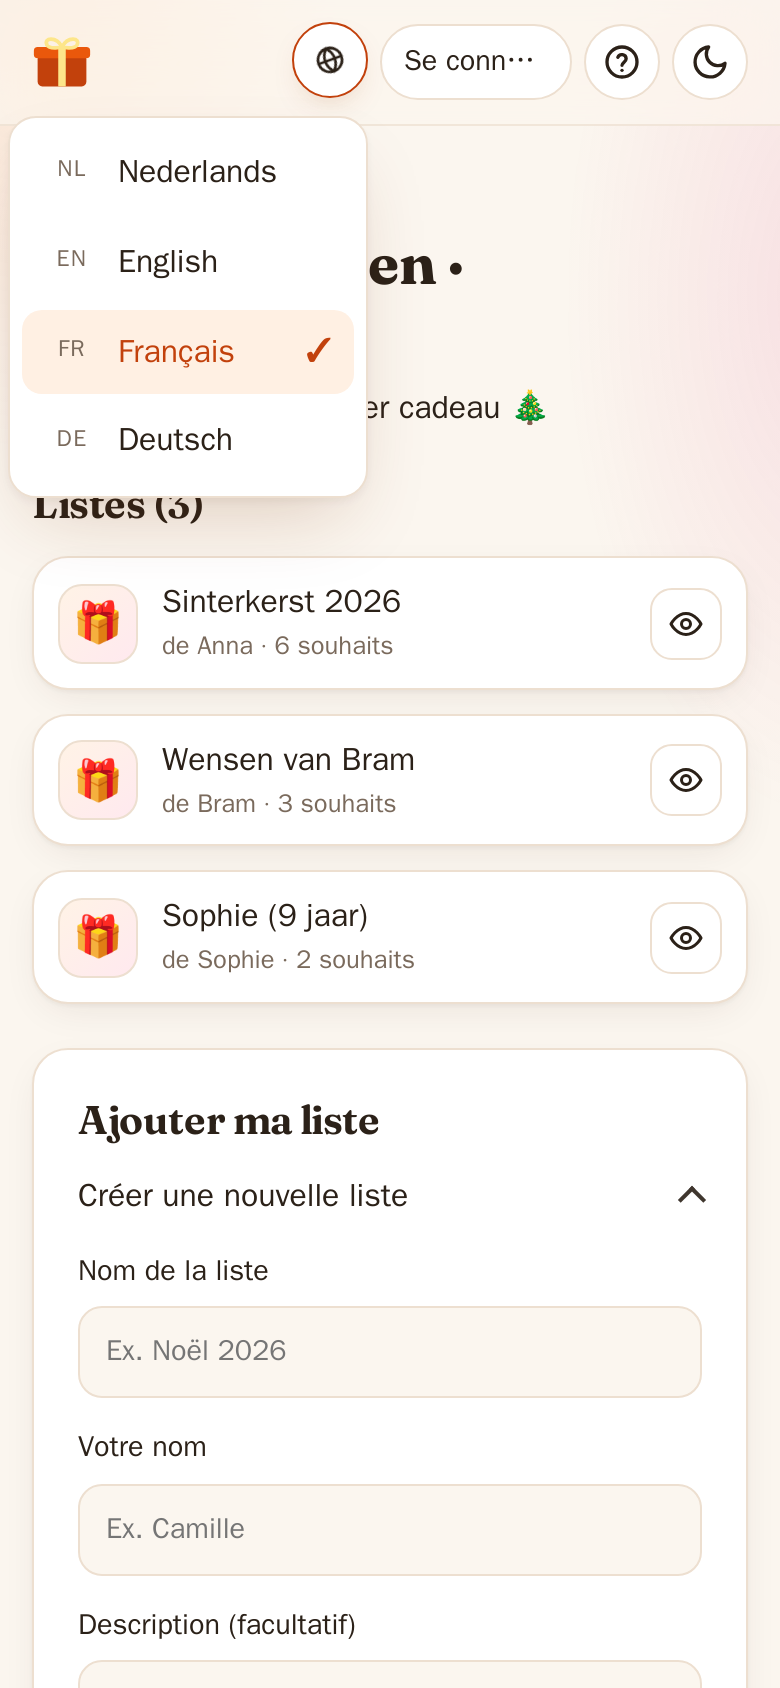 Se conn···
NL Nederlands
EN English
FR Français ✓
DE Deutsch
en ·
er cadeau 🎄
Listes (3)
Sinterkerst 2026
de Anna · 6 souhaits
Wensen van Bram
de Bram · 3 souhaits
Sophie (9 jaar)
de Sophie · 2 souhaits
Ajouter ma liste
Créer une nouvelle liste
Nom de la liste
Ex. Noël 2026
Votre nom
Ex. Camille
Description (facultatif)